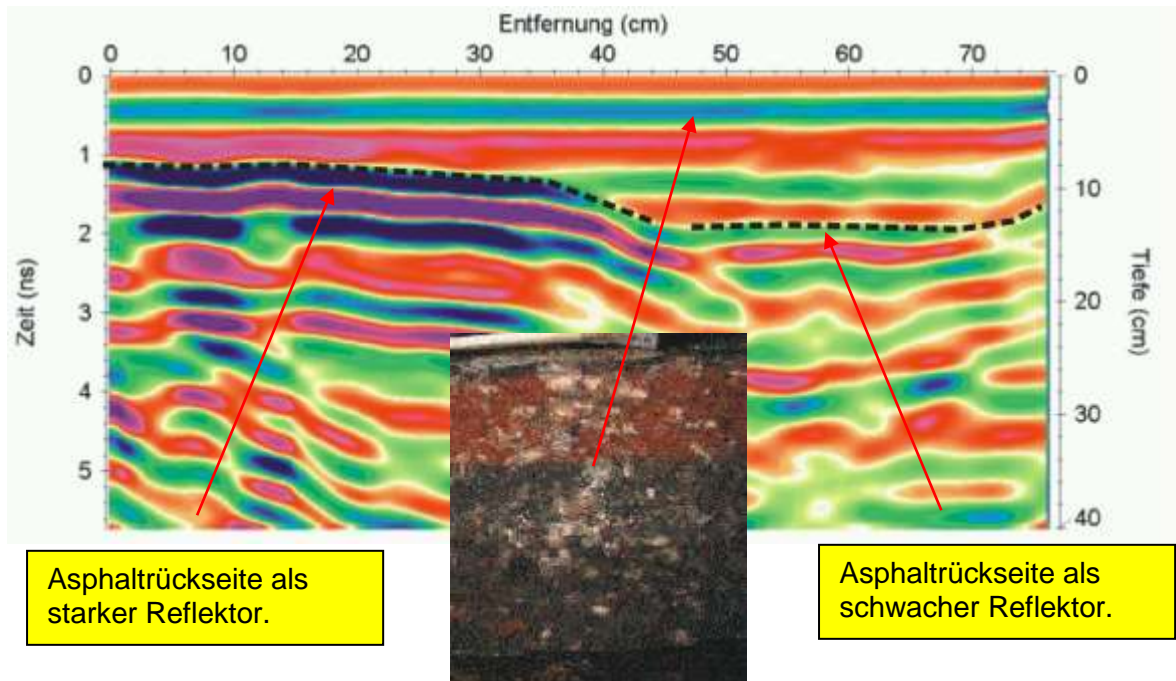 Entfernung (cm)
0 10 20 30 40 50 60 70
0
1
2
3
4
5
Zeit (ns)
0
10
20
30
40
Tiefe (cm)
Asphaltrückseite als
starker Reflektor.
Asphaltrückseite als
schwacher Reflektor.